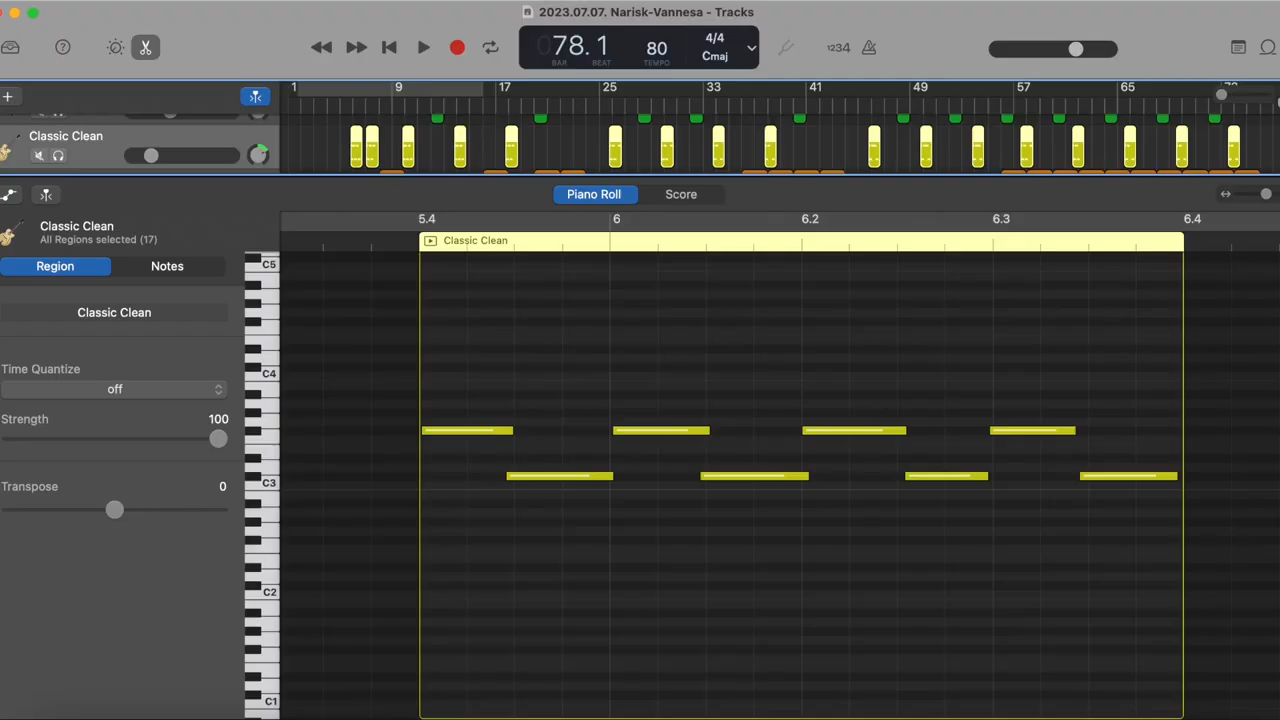 2023.07.07. Narisk-Vannesa - Tracks
078.1
BAR
BEAT
80
TEMPO
4/4
Cmaj
1234
1
9
17
25
33
41
49
57
65
Classic Clean
Piano Roll
Score
Classic Clean
All Regions selected (17)
5.4
6
6.2
6.3
6.4
Classic Clean
Region
Notes
Classic Clean
Time Quantize
off
Strength
100
Transpose
0
C5
C4
C3
C2
C1